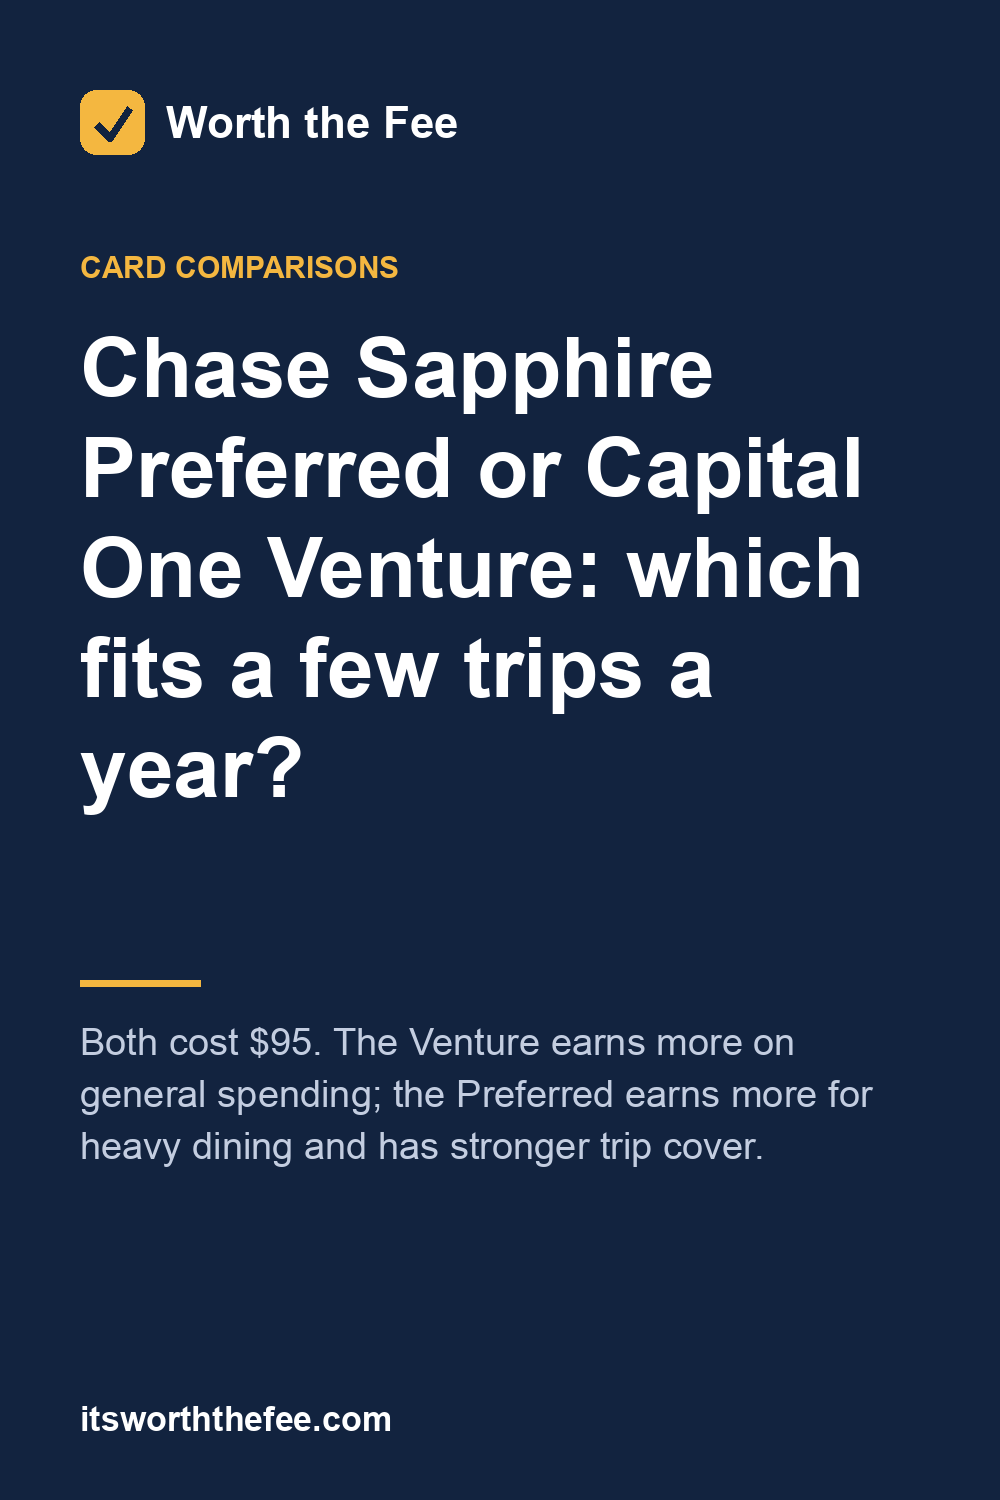 Worth the Fee
CARD COMPARISONS
Chase Sapphire
Preferred or Capital
One Venture: which
fits a few trips a
year?
Both cost $95. The Venture earns more on
general spending; the Preferred earns more for
heavy dining and has stronger trip cover.
itsworththefee.com